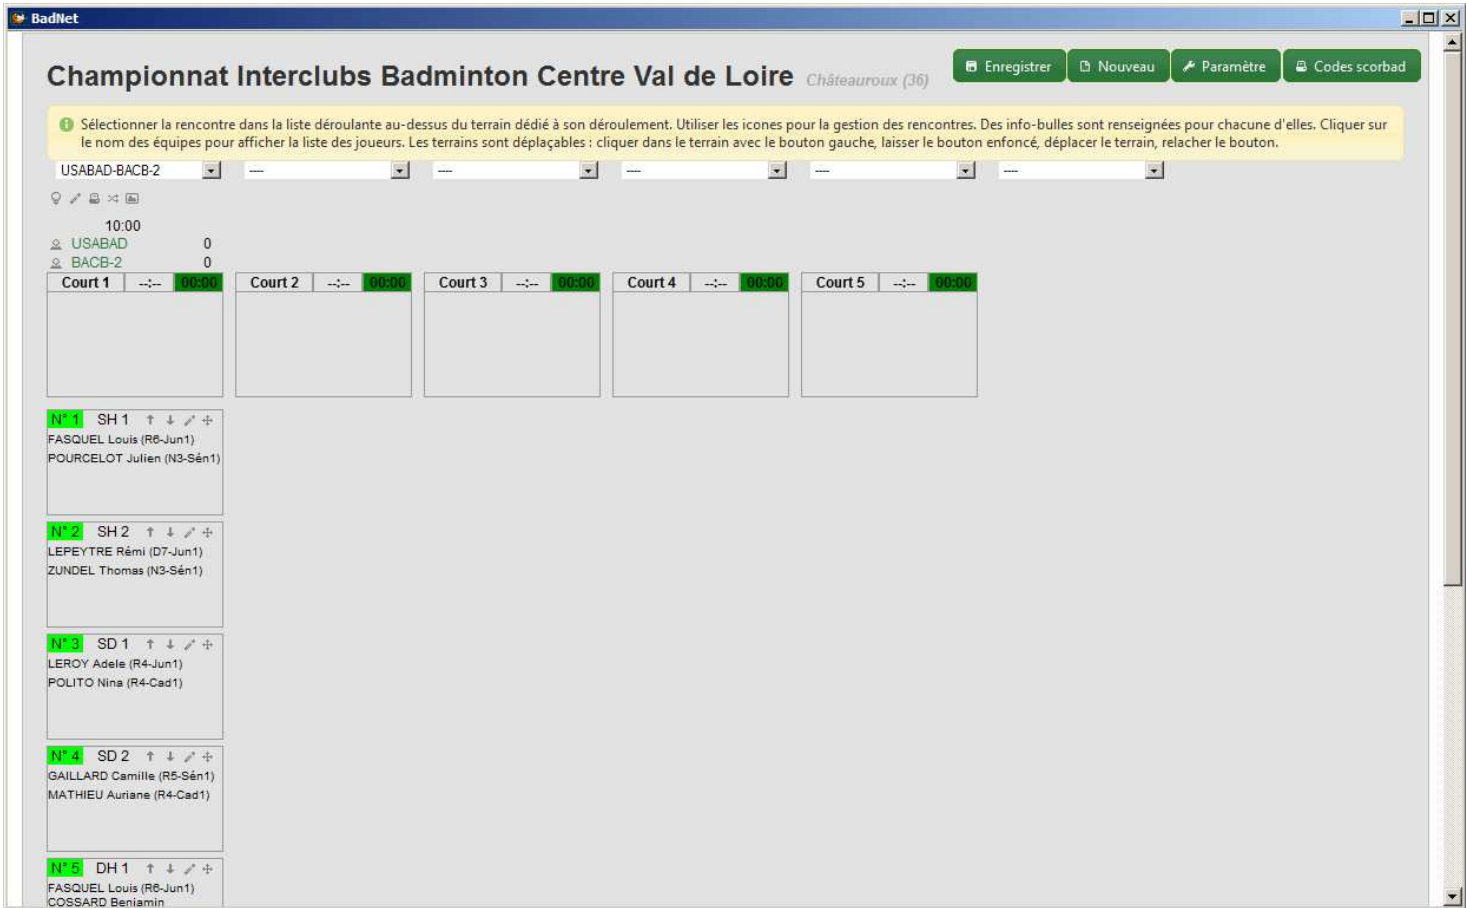 BadNet
Championnat Interclubs Badminton Centre Val de Loire Châteauroux (36)
Enregistrer Nouveau Paramètre Codes scorbad
Sélectionner la rencontre dans la liste déroulante au-dessus du terrain dédié à son déroulement. Utiliser les icones pour la gestion des rencontres. Des info-bulles sont renseignées pour chacune d'elles. Cliquer sur
le nom des équipes pour afficher la liste des joueurs. Les terrains sont déplaçables : cliquer dans le terrain avec le bouton gauche, laisser le bouton enfoncé, déplacer le terrain, relacher le bouton.
USABAD-BACB-2 ---- ---- ---- ---- ----
10:00
USABAD 0
BACB-2 0
Court 1 --:-- 00:00 Court 2 --:-- 00:00 Court 3 --:-- 00:00 Court 4 --:-- 00:00 Court 5 --:-- 00:00
N° 1 SH 1
FASQUEL Louis (R6-Jun1)
POURCELOT Julien (N3-Sén1)
N° 2 SH 2
LEPEYTRE Rémi (D7-Jun1)
ZUNDEL Thomas (N3-Sén1)
N° 3 SD 1
LEROY Adele (R4-Jun1)
POLITO Nina (R4-Cad1)
N° 4 SD 2
GAILLARD Camille (R5-Sén1)
MATHIEU Auriane (R4-Cad1)
N° 5 DH 1
FASQUEL Louis (R6-Jun1)
COSSARD Benjamin